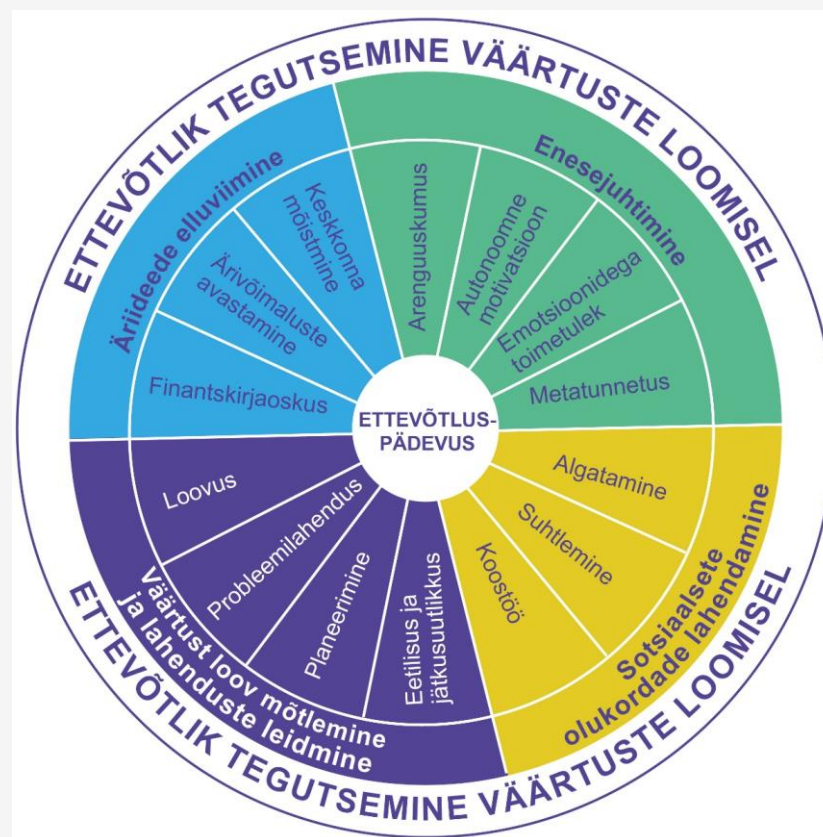 ETTEVÕTLIK TEGUTSEMINE VÄÄRTUSTE LOOMISEL
Äriideede elluviimine
Keskkonna
mõistmine
Ärivõimaluste
avastamine
Finantskirjaoskus
Enesejuhtimine
Arenguuskumus
Autonoomne
motivatsioon
Emotsioonidega
toimetulek
Metatunnetus
ETTEVÕTLUS-
PÄDEVUS
Algatamine
Suhtlemine
Koostöö
Sotsiaalsete
olukordade lahendamine
Loovus
Probleemilahendus
Planeerimine
Eetilisus ja
jätkusuutlikkus
Väärtust loov mõtlemine
ja lahenduste leidmine
ETTEVÕTLIK TEGUTSEMINE VÄÄRTUSTE LOOMISEL